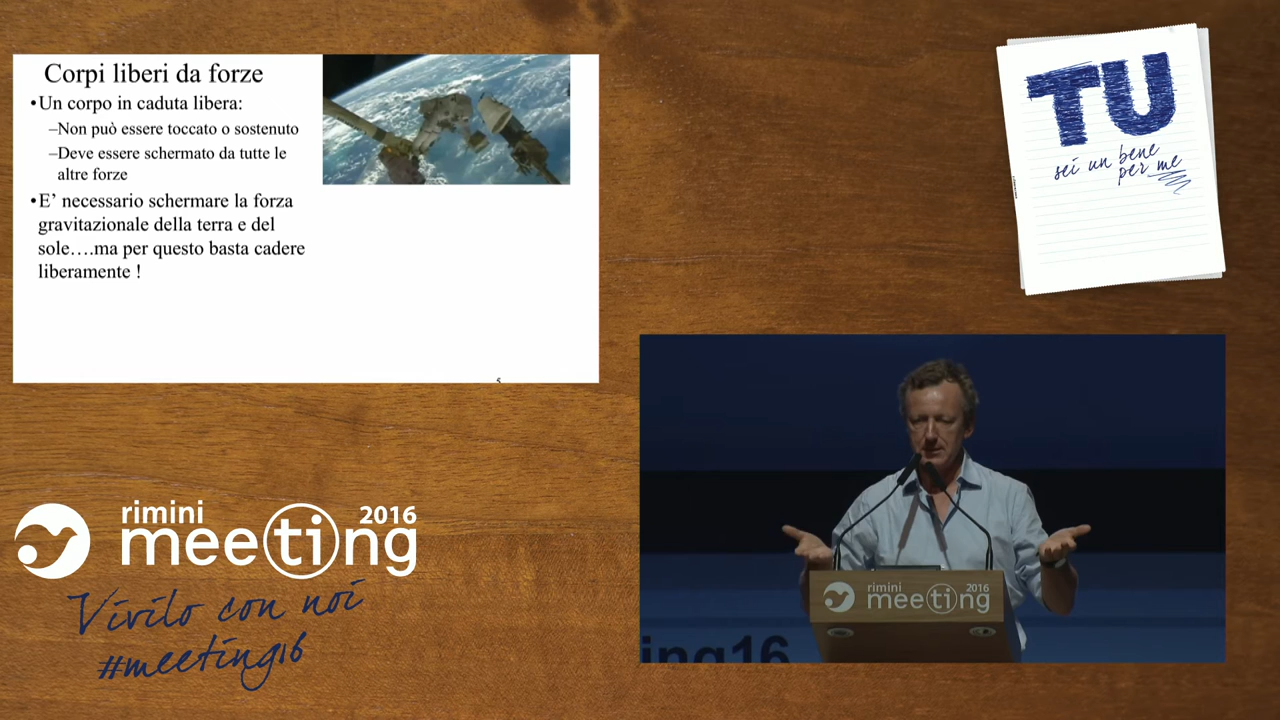 Corpi liberi da forze
•Un corpo in caduta libera:
–Non può essere toccato o sostenuto
–Deve essere schermato da tutte le
altre forze
•E’ necessario schermare la forza
gravitazionale della terra e del
sole….ma per questo basta cadere
liberamente !
5
TU
sei un bene
per me
rimini 2016
meeting
Vivilo con noi
#meeting16
rimini 2016
meeting
ing16